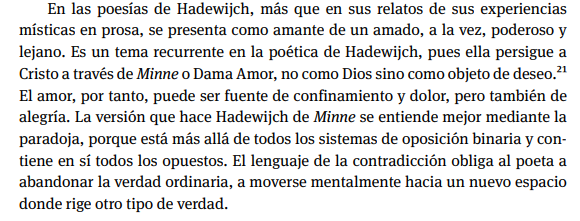 En las poesías de Hadewijch, más que en sus relatos de sus experiencias
místicas en prosa, se presenta como amante de un amado, a la vez, poderoso y
lejano. Es un tema recurrente en la poética de Hadewijch, pues ella persigue a
Cristo a través de Minne o Dama Amor, no como Dios sino como objeto de deseo.²¹
El amor, por tanto, puede ser fuente de confinamiento y dolor, pero también de
alegría. La versión que hace Hadewijch de Minne se entiende mejor mediante la
paradoja, porque está más allá de todos los sistemas de oposición binaria y con-
tiene en sí todos los opuestos. El lenguaje de la contradicción obliga al poeta a
abandonar la verdad ordinaria, a moverse mentalmente hacia un nuevo espacio
donde rige otro tipo de verdad.